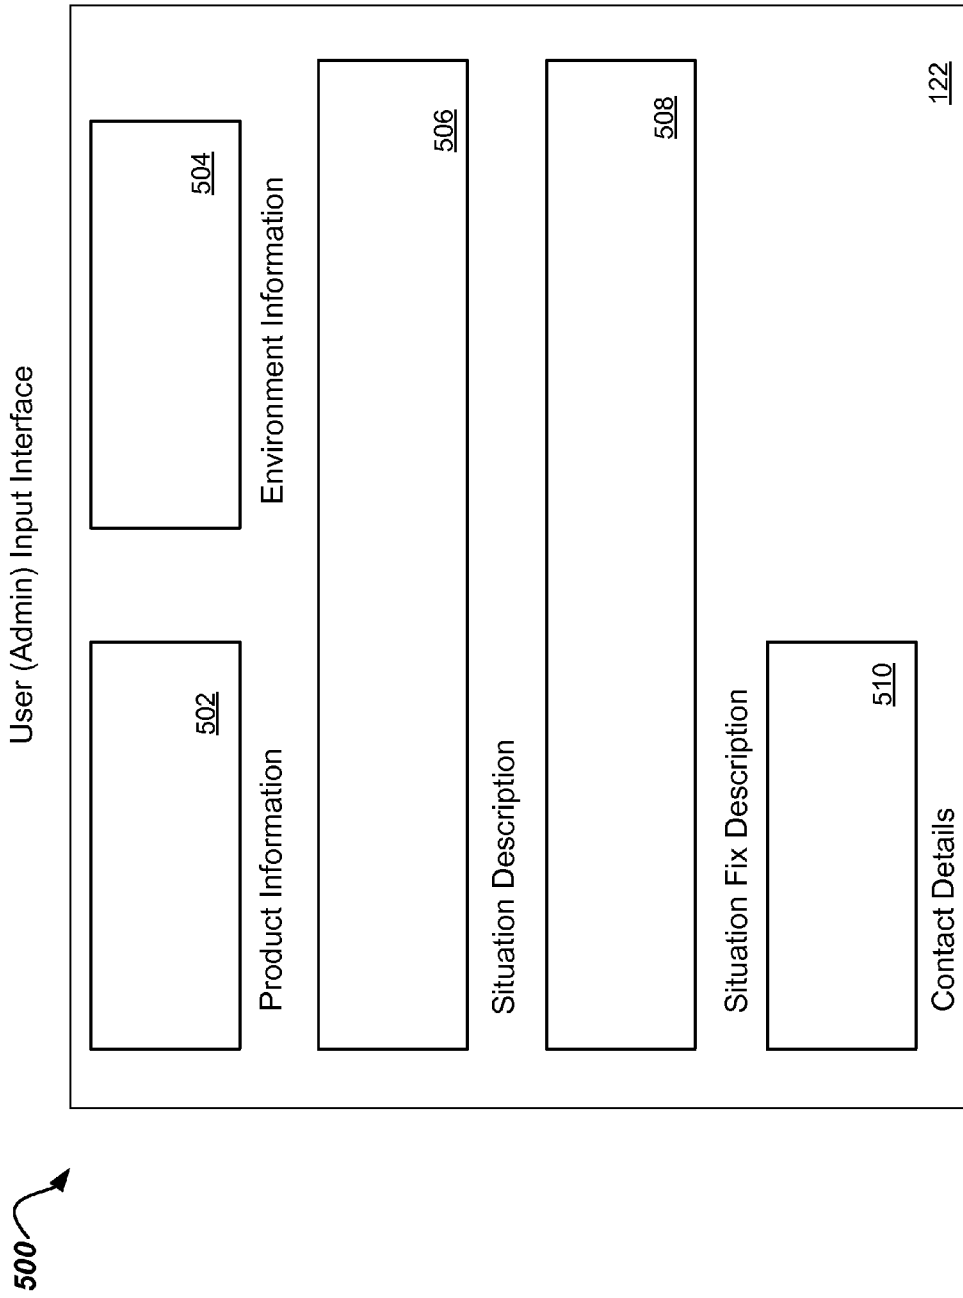 500
User (Admin) Input Interface
502
504
Product Information
Environment Information
506
Situation Description
508
Situation Fix Description
510
Contact Details
122